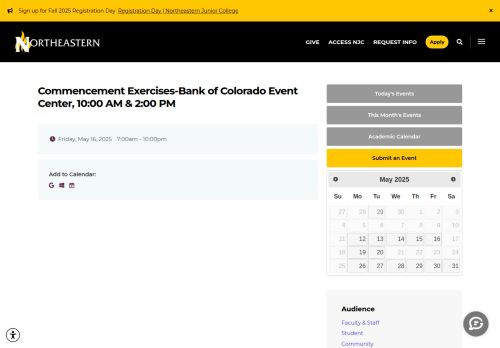 Sign up for Fall 2025 Registration Day Registration Day | Northeastern Junior College ×
NORTHEASTERN GIVE ACCESS NJC REQUEST INFO Apply
Commencement Exercises-Bank of Colorado Event
Center, 10:00 AM & 2:00 PM
Friday, May 16, 2025 7:00am - 10:00pm
Add to Calendar:
Today's Events
This Month's Events
Academic Calendar
Submit an Event
May 2025
Su Mo Tu We Th Fr Sa
27 28 29 30 1 2 3
4 5 6 7 8 9 10
11 12 13 14 15 16 17
18 19 20 21 22 23 24
25 26 27 28 29 30 31
Audience
Faculty & Staff
Student
Community